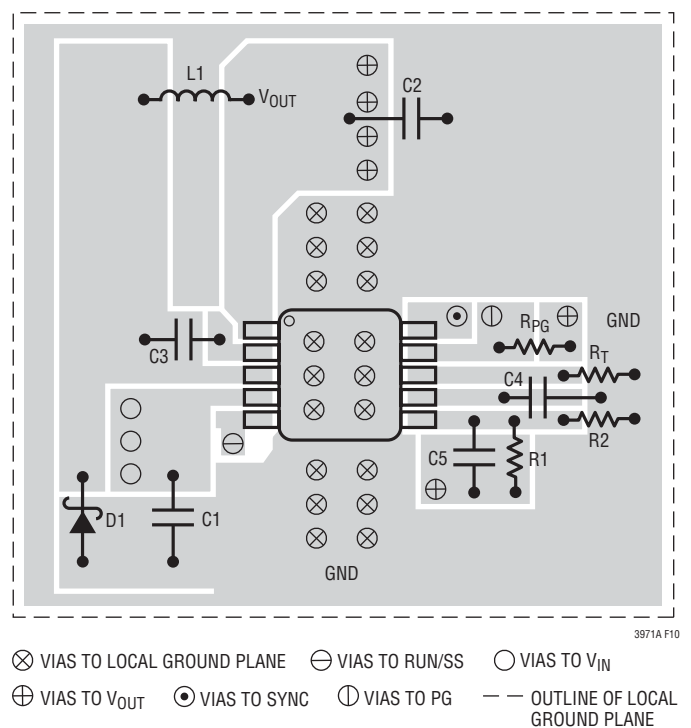 L1
VOUT
C2
C3
RPG
GND
RT
C4
R2
C5
R1
D1
C1
GND
3971A F10
VIAS TO LOCAL GROUND PLANE
VIAS TO RUN/SS
VIAS TO VIN
VIAS TO VOUT
VIAS TO SYNC
VIAS TO PG
OUTLINE OF LOCAL
GROUND PLANE